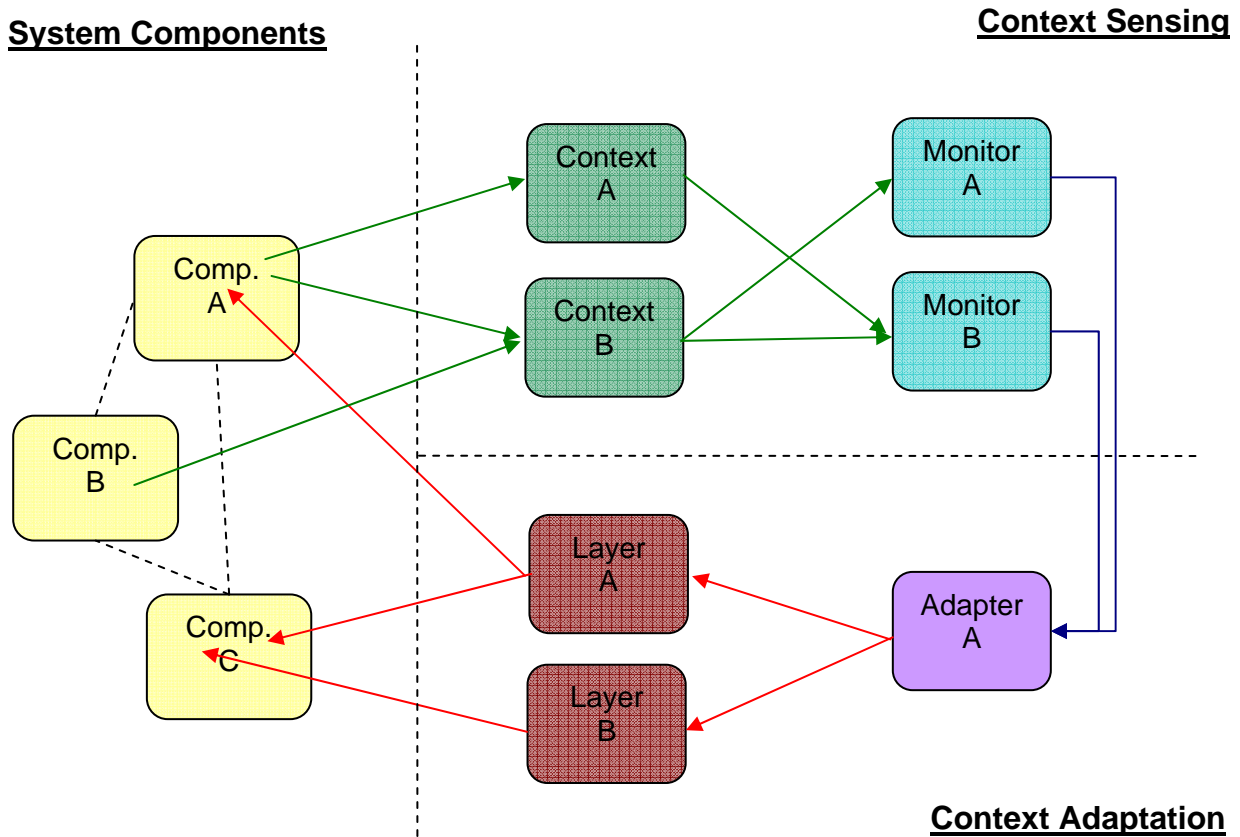 System Components
Context Sensing
Context
A
Monitor
A
Comp.
A
Context
B
Monitor
B
Comp.
B
Layer
A
Adapter
A
Comp.
C
Layer
B
Context Adaptation